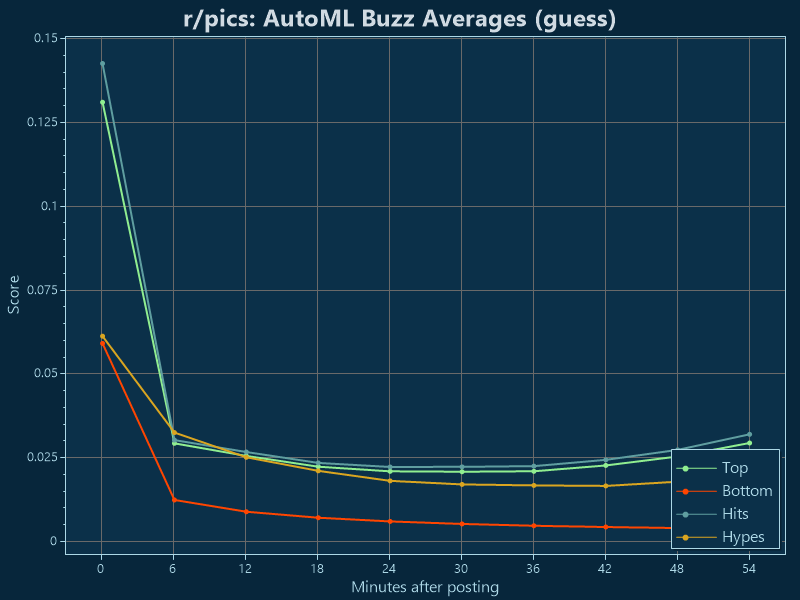 r/pics: AutoML Buzz Averages (guess)
Score
0.15
0.125
0.1
0.075
0.05
0.025
0
Top
Bottom
Hits
Hypes
0 6 12 18 24 30 36 42 48 54
Minutes after posting